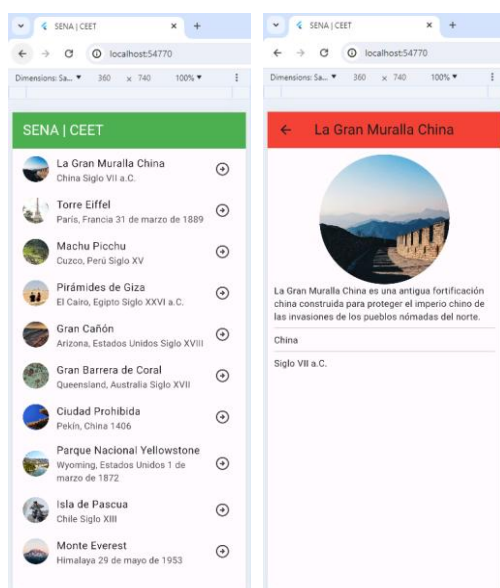 SENA | CEET
localhost:54770
Dimensions: Sa... 360 x 740 100%
SENA | CEET
La Gran Muralla China
China Siglo VII a.C.
Torre Eiffel
París, Francia 31 de marzo de 1889
Machu Picchu
Cuzco, Perú Siglo XV
Pirámides de Giza
El Cairo, Egipto Siglo XXVI a.C.
Gran Cañón
Arizona, Estados Unidos Siglo XVIII
Gran Barrera de Coral
Queensland, Australia Siglo XVII
Ciudad Prohibida
Pekín, China 1406
Parque Nacional Yellowstone
Wyoming, Estados Unidos 1 de
marzo de 1872
Isla de Pascua
Chile Siglo XIII
Monte Everest
Himalaya 29 de mayo de 1953
SENA | CEET
localhost:54770
Dimensions: Sa... 360 x 740 100%
La Gran Muralla China
La Gran Muralla China es una antigua fortificación
china construida para proteger el imperio chino de
las invasiones de los pueblos nómadas del norte.
China
Siglo VII a.C.